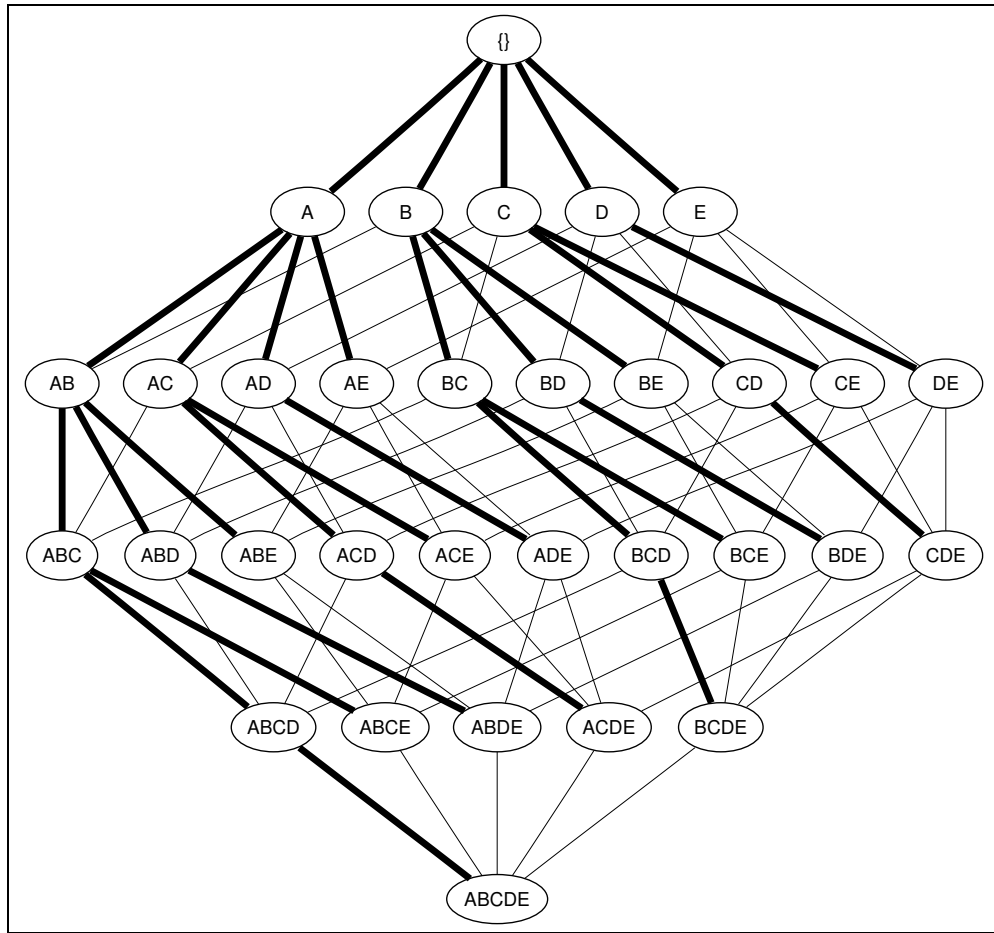 {}
A B C D E
AB AC AD AE BC BD BE CD CE DE
ABC ABD ABE ACD ACE ADE BCD BCE BDE CDE
ABCD ABCE ABDE ACDE BCDE
ABCDE